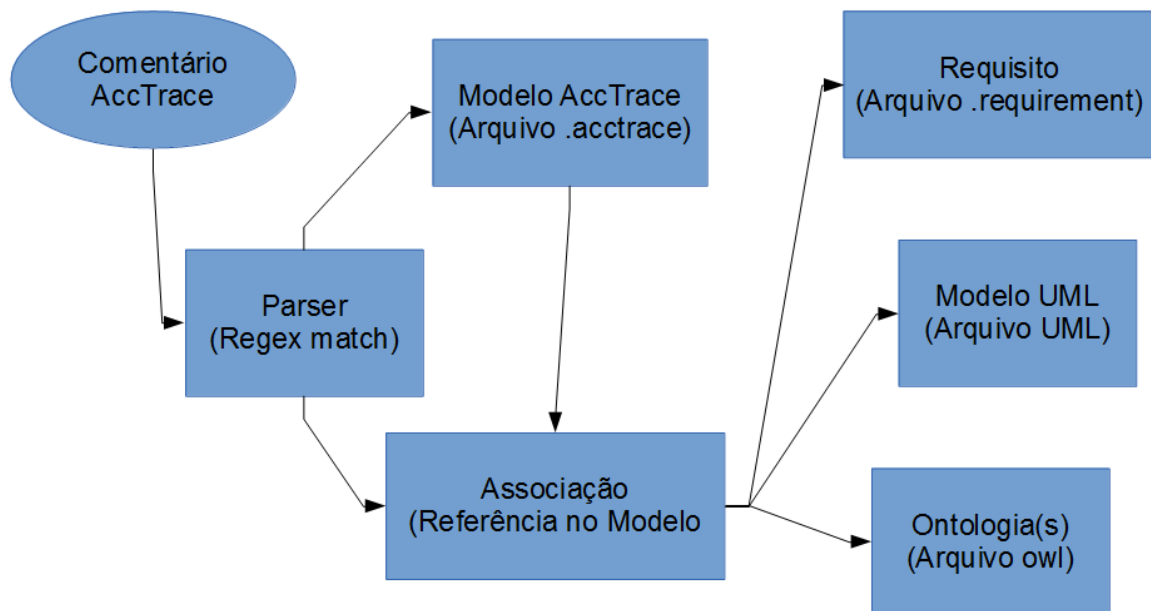 Comentário
AccTrace
Modelo AccTrace
(Arquivo .acctrace)
Requisito
(Arquivo .requirement)
Parser
(Regex match)
Modelo UML
(Arquivo UML)
Associação
(Referência no Modelo
Ontologia(s)
(Arquivo owl)